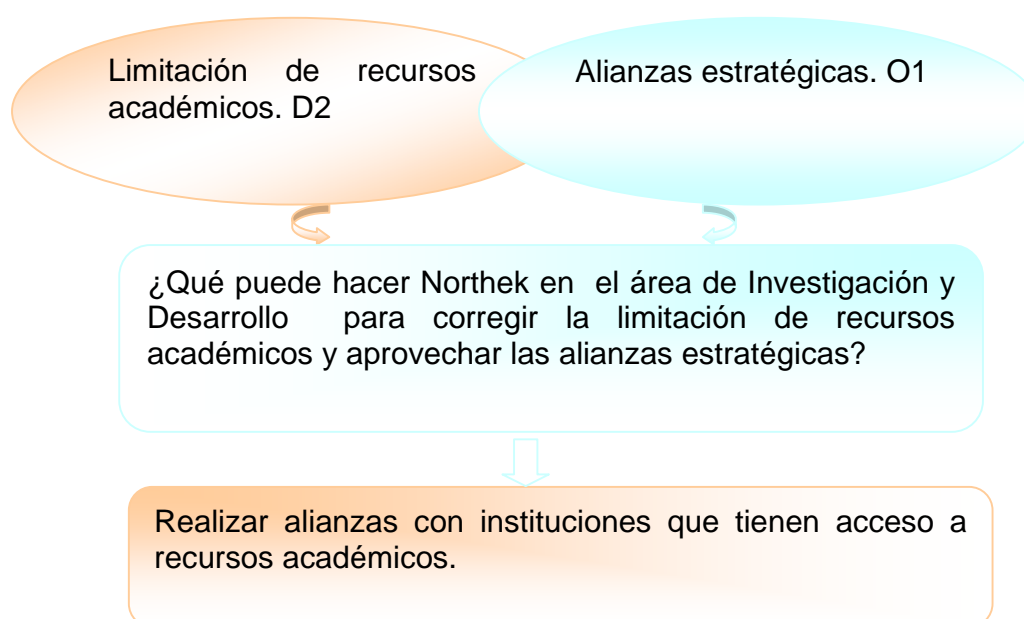 Limitación de recursos
académicos. D2
Alianzas estratégicas. O1
¿Qué puede hacer Northek en el área de Investigación y
Desarrollo para corregir la limitación de recursos
académicos y aprovechar las alianzas estratégicas?
Realizar alianzas con instituciones que tienen acceso a
recursos académicos.